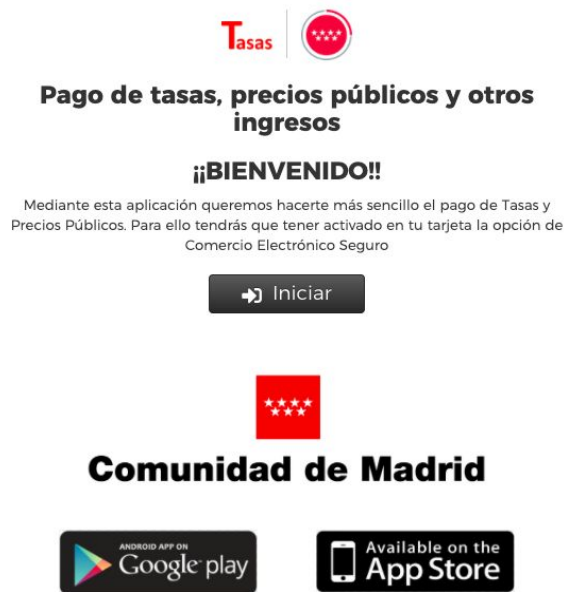 Tasas
Pago de tasas, precios públicos y otros
ingresos
¡¡BIENVENIDO!!
Mediante esta aplicación queremos hacerte más sencillo el pago de Tasas y
Precios Públicos. Para ello tendrás que tener activado en tu tarjeta la opción de
Comercio Electrónico Seguro
Iniciar
Comunidad de Madrid
ANDROID APP ON
Google play
Available on the
App Store